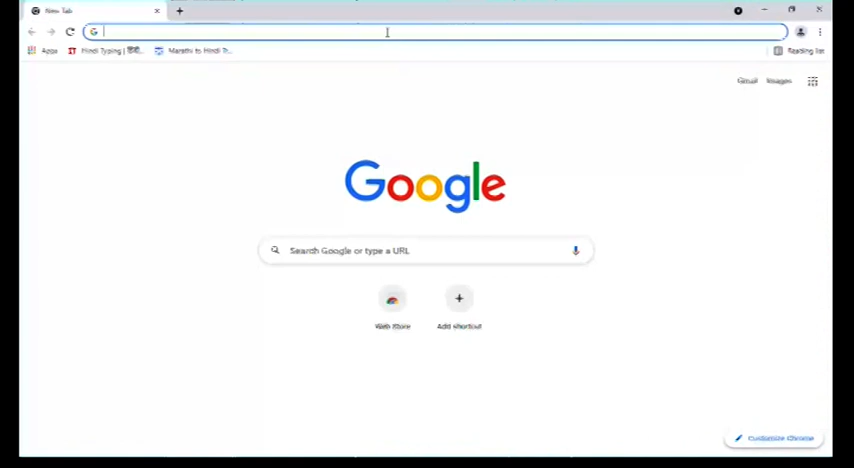 New Tab
Apps Hindi Typing | हिंदी... Marathi to Hindi Tr... Reading list
Gmail Images
Google
Search Google or type a URL
Web Store Add shortcut
Customize Chrome